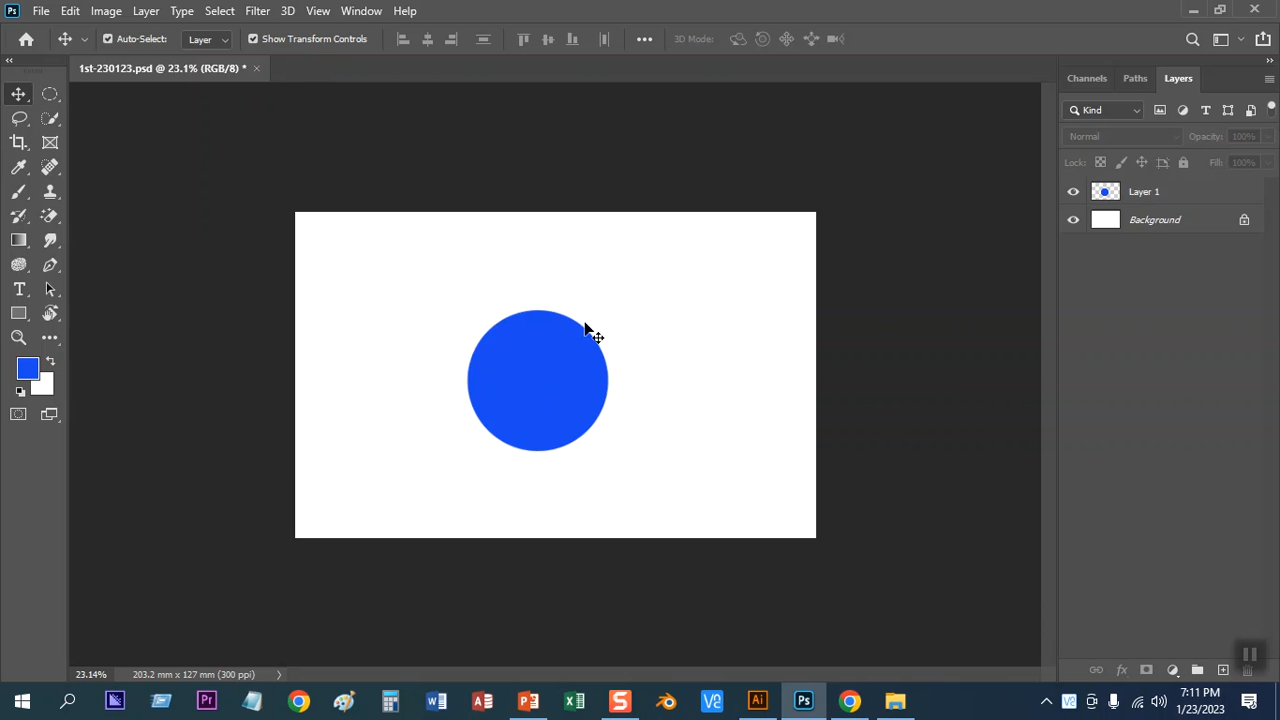 Ps File Edit Image Layer Type Select Filter 3D View Window Help
Auto-Select: Layer Show Transform Controls 3D Mode:
1st-230123.psd @ 23.1% (RGB/8) *
Channels Paths Layers
Kind
Normal Opacity: 100%
Lock: Fill: 100%
Layer 1
Background
23.14% 203.2 mm x 127 mm (300 ppi)
7:11 PM
1/23/2023